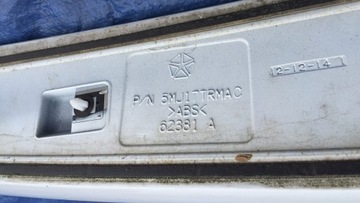 P/N 5MJ17TRMAC
>ABS<
62381 A
2-12-14